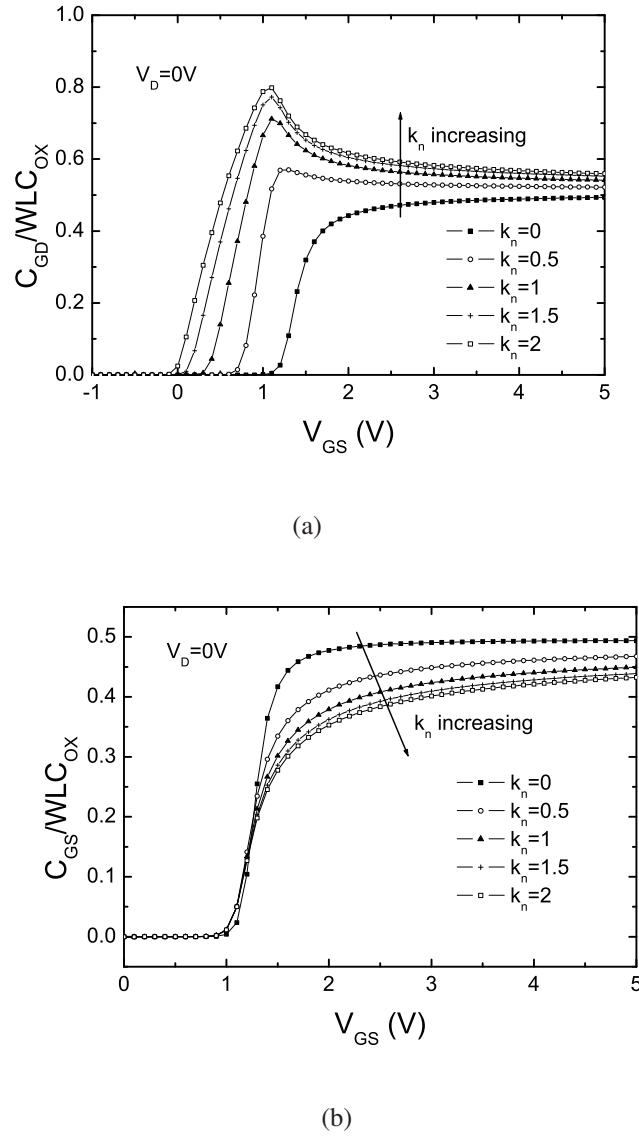 1.0
0.8
0.6
0.4
0.2
0.0
C_GD/WLC_OX
V_D=0V
k_n increasing
k_n=0
k_n=0.5
k_n=1
k_n=1.5
k_n=2
-1 0 1 2 3 4 5
V_GS (V)
(a)
0.5
0.4
0.3
0.2
0.1
0.0
C_GS/WLC_OX
V_D=0V
k_n increasing
k_n=0
k_n=0.5
k_n=1
k_n=1.5
k_n=2
0 1 2 3 4 5
V_GS (V)
(b)